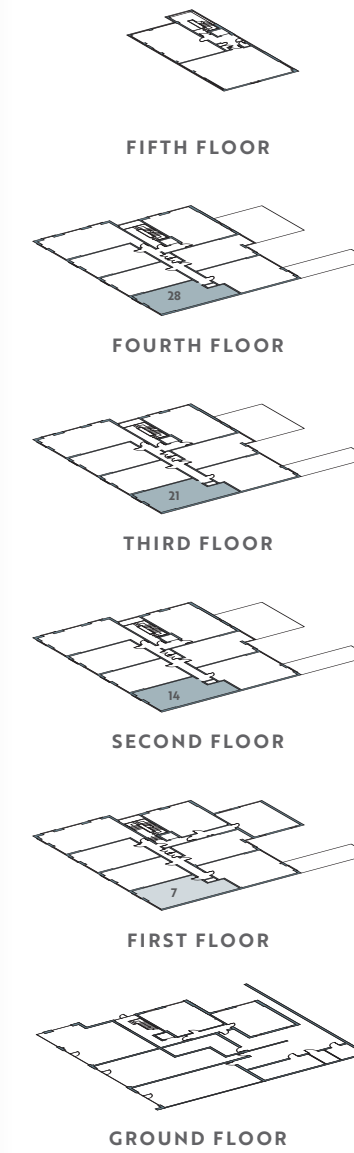 FIFTH FLOOR
28
FOURTH FLOOR
21
THIRD FLOOR
14
SECOND FLOOR
7
FIRST FLOOR
GROUND FLOOR